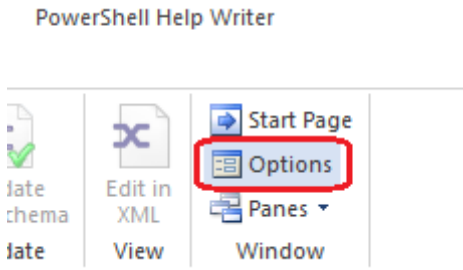 PowerShell Help Writer
Start Page
Options
Edit in
XML
Panes
View
Window